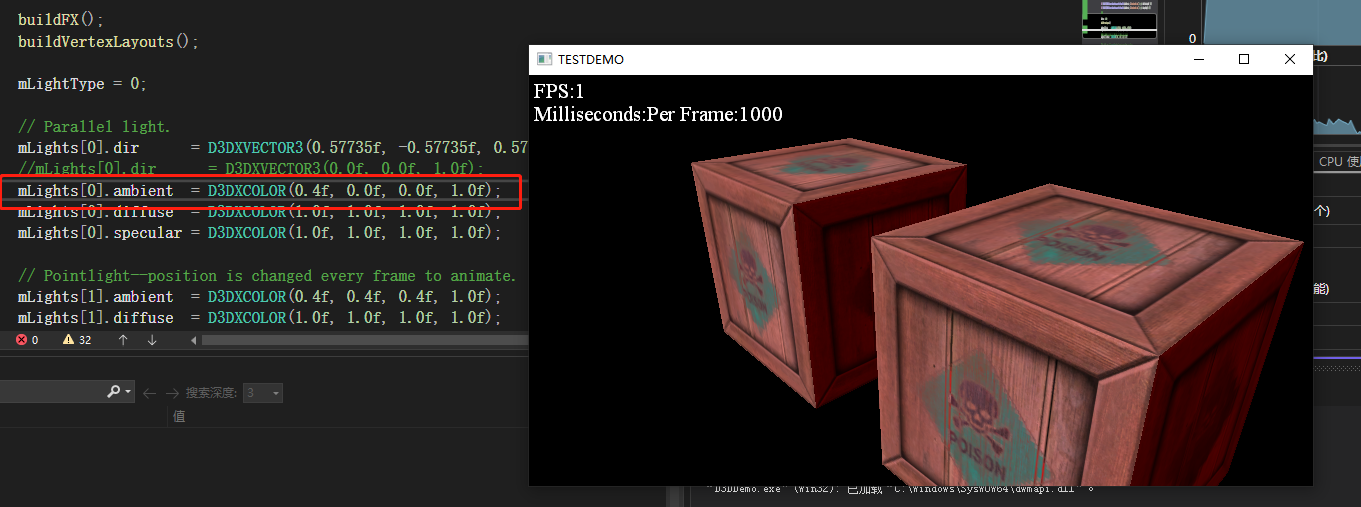 buildFX();
buildVertexLayouts();
mLightType = 0;
// Parallel light.
mLights[0].dir      = D3DXVECTOR3(0.57735f, -0.57735f, 0.57
//mLights[0].dir      = D3DXVECTOR3(0.0f, 0.0f, 1.0f);
mLights[0].ambient  = D3DXCOLOR(0.4f, 0.0f, 0.0f, 1.0f);
mLights[0].diffuse  = D3DXCOLOR(1.0f, 1.0f, 1.0f, 1.0f);
mLights[0].specular = D3DXCOLOR(1.0f, 1.0f, 1.0f, 1.0f);
// Pointlight--position is changed every frame to animate.
mLights[1].ambient  = D3DXCOLOR(0.4f, 0.4f, 0.4f, 1.0f);
mLights[1].diffuse  = D3DXCOLOR(1.0f, 1.0f, 1.0f, 1.0f);
0
32
搜索深度:
3
值
TESTDEMO
FPS:1
Milliseconds:Per Frame:1000
POISON
POISON
0
比)
CPU 使
个)
能)
"D3DDemo.exe" (Win32): 已加载 "C:\Windows\SysWOW64\dwmapi.dll"。